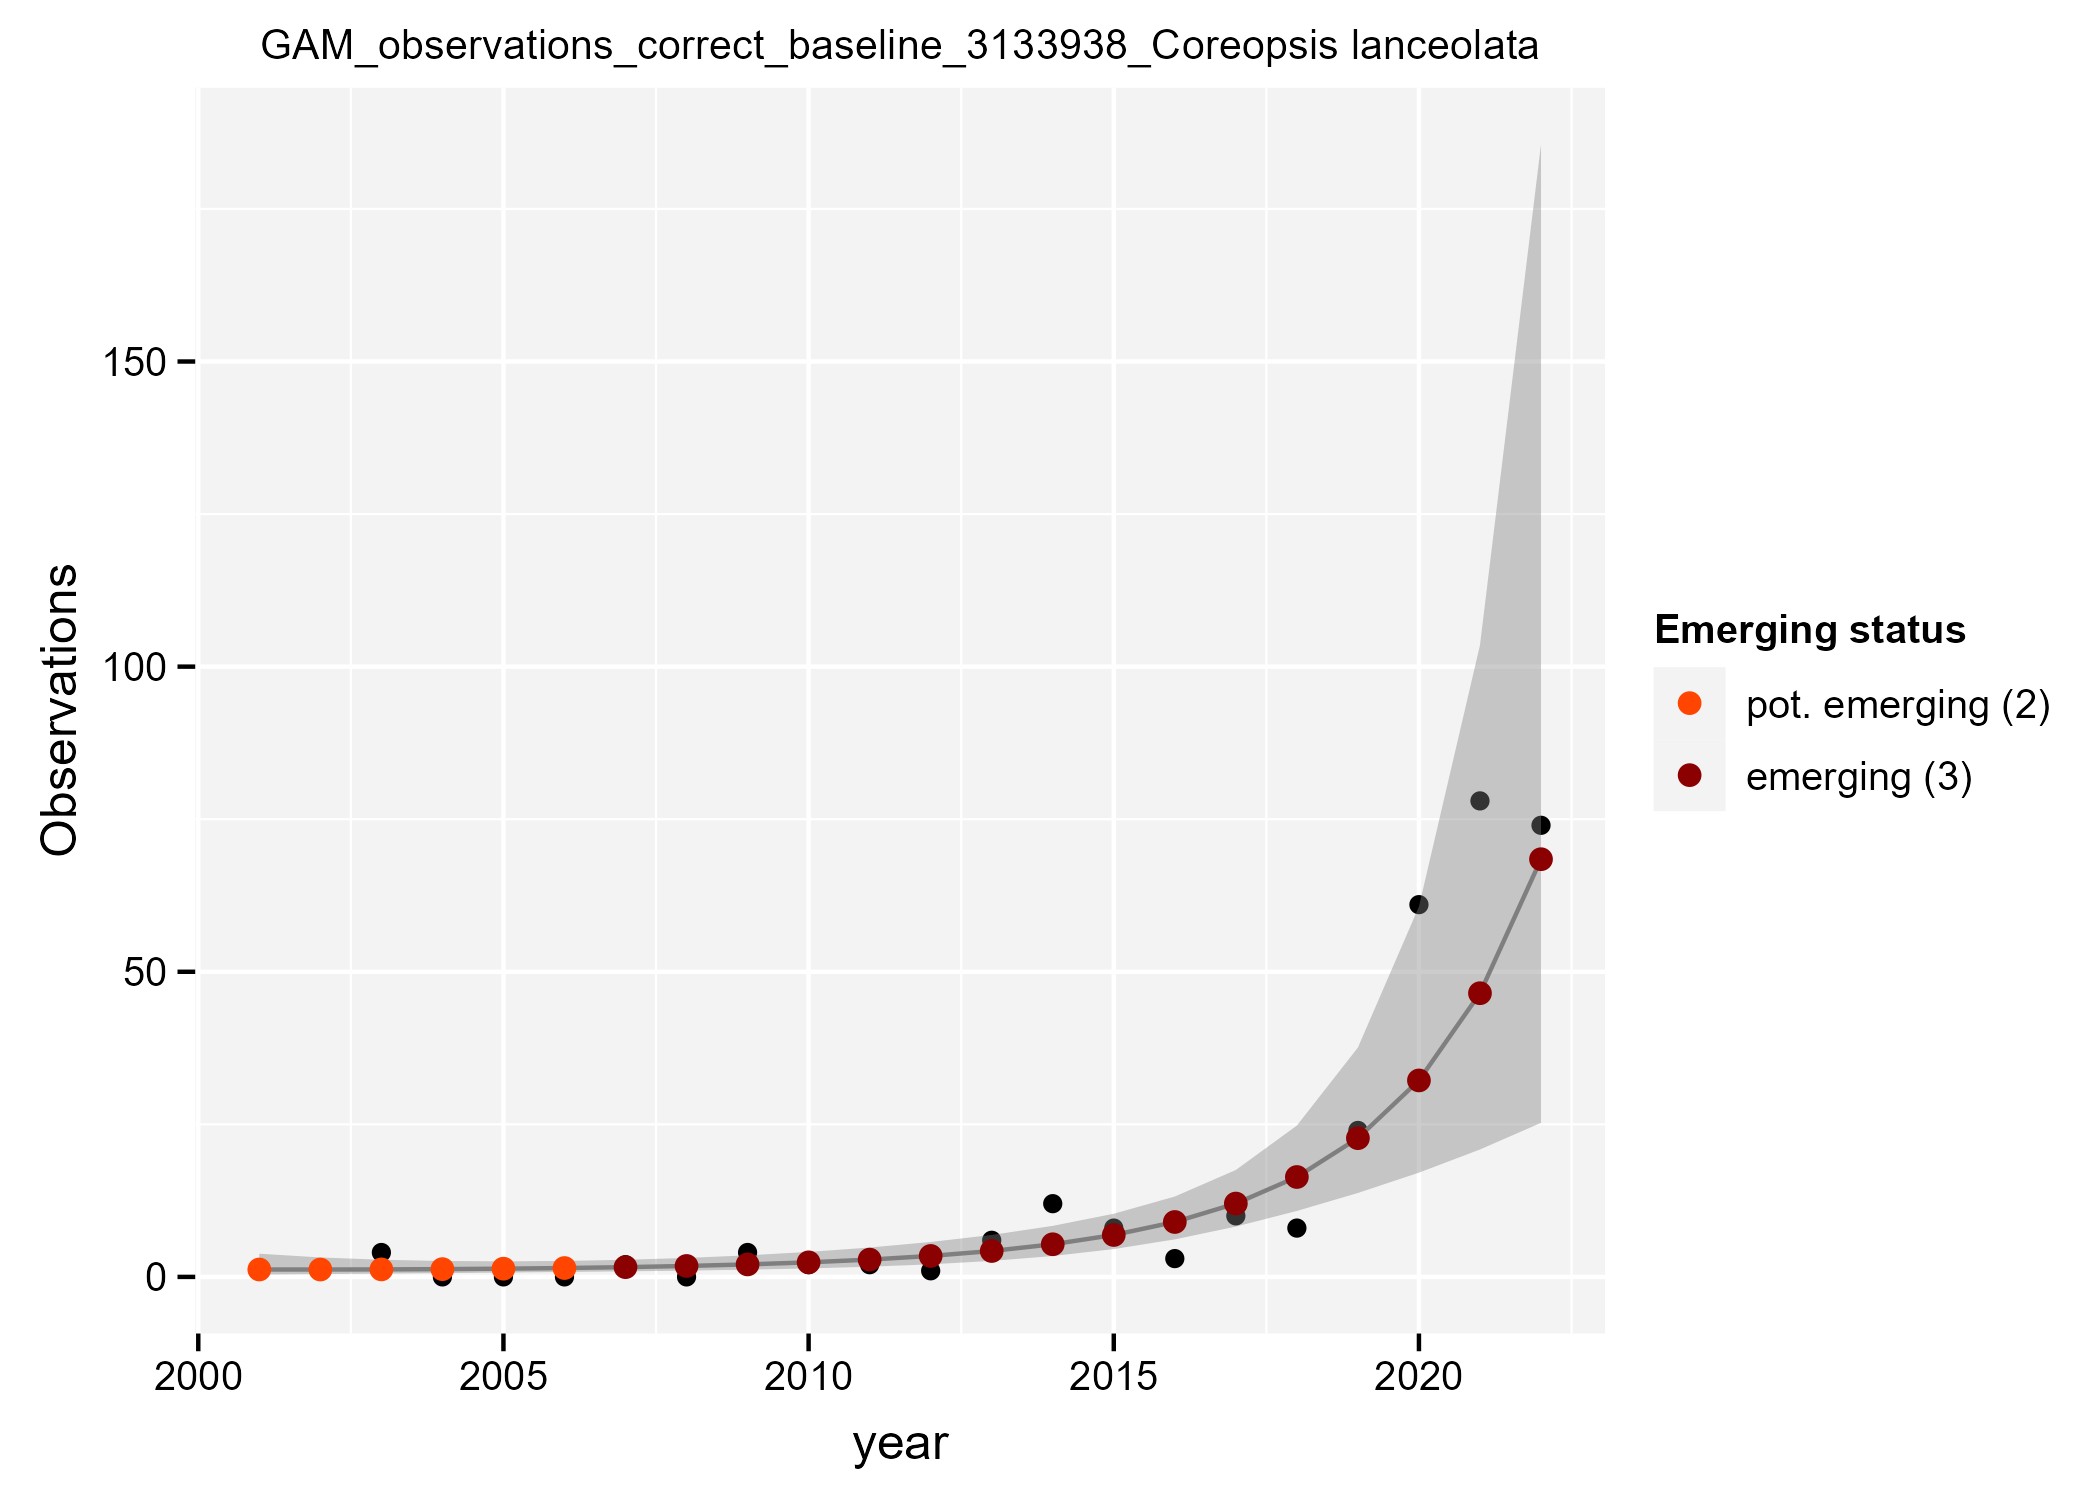 GAM_observations_correct_baseline_3133938_Coreopsis lanceolata
Observations
150
100
50
0
2000 2005 2010 2015 2020
year
Emerging status
pot. emerging (2)
emerging (3)